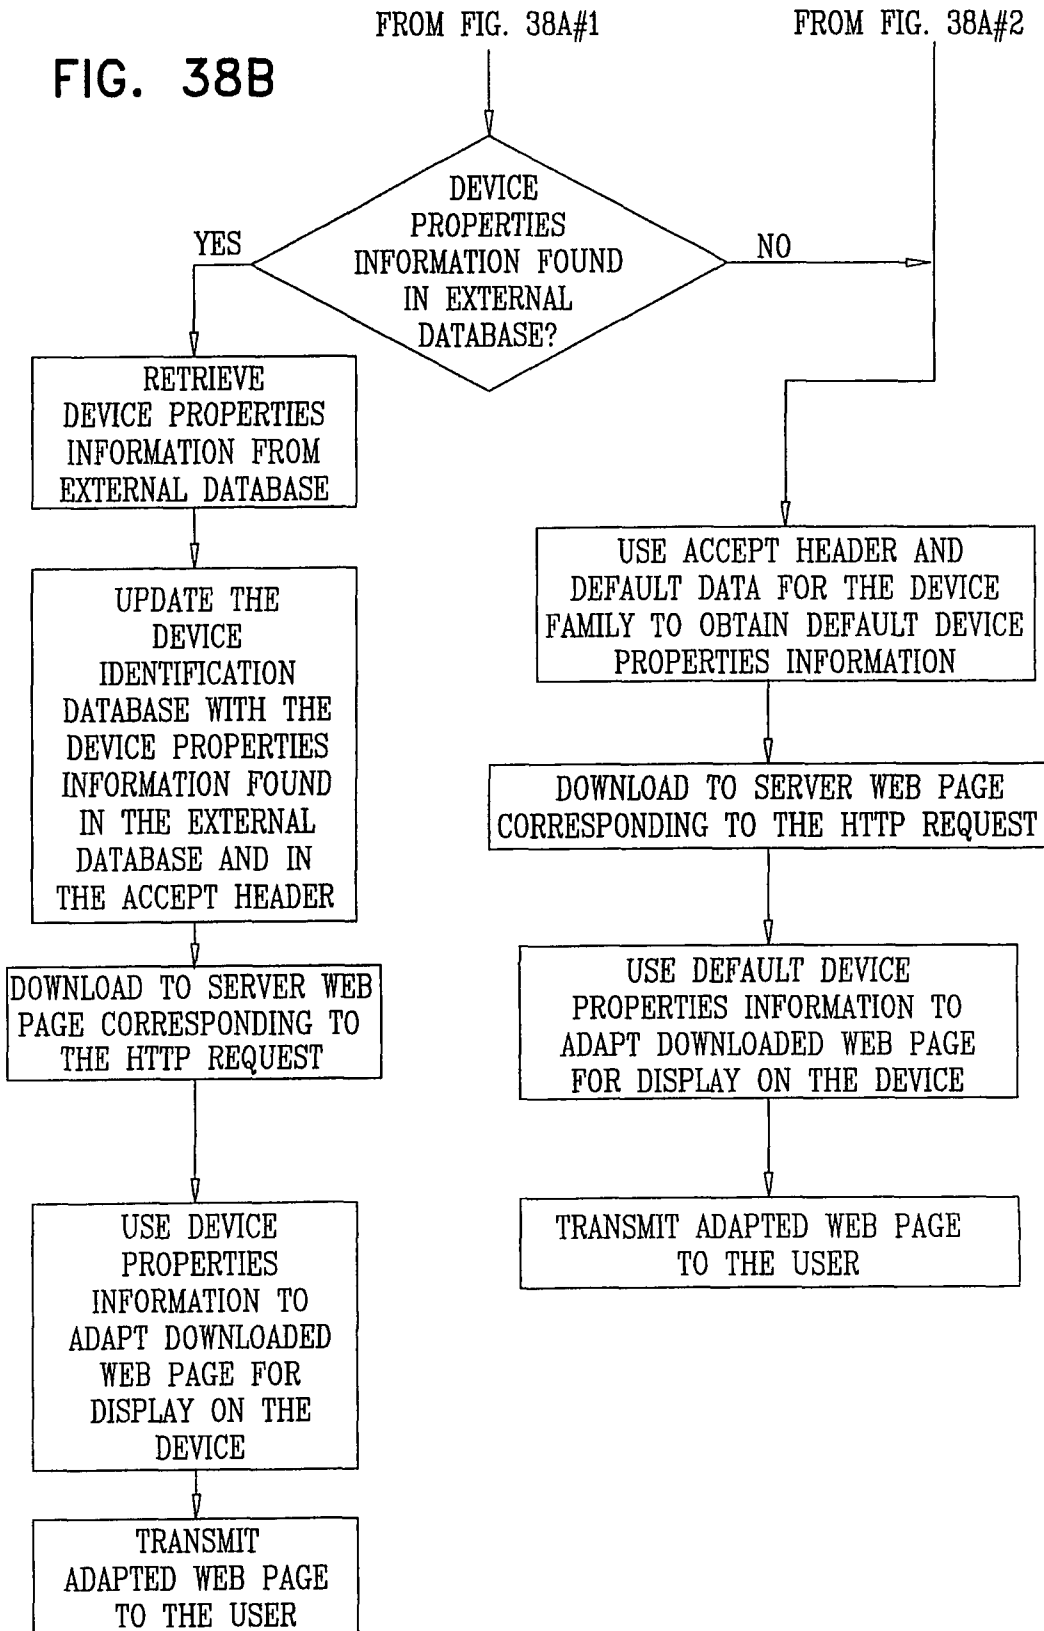 FROM FIG. 38A#1
FROM FIG. 38A#2
FIG. 38B
DEVICE
PROPERTIES
INFORMATION FOUND
IN EXTERNAL
DATABASE?
YES
NO
RETRIEVE
DEVICE PROPERTIES
INFORMATION FROM
EXTERNAL DATABASE
UPDATE THE
DEVICE
IDENTIFICATION
DATABASE WITH THE
DEVICE PROPERTIES
INFORMATION FOUND
IN THE EXTERNAL
DATABASE AND IN
THE ACCEPT HEADER
DOWNLOAD TO SERVER WEB
PAGE CORRESPONDING TO
THE HTTP REQUEST
USE DEVICE
PROPERTIES
INFORMATION TO
ADAPT DOWNLOADED
WEB PAGE FOR
DISPLAY ON THE
DEVICE
TRANSMIT
ADAPTED WEB PAGE
TO THE USER
USE ACCEPT HEADER AND
DEFAULT DATA FOR THE DEVICE
FAMILY TO OBTAIN DEFAULT DEVICE
PROPERTIES INFORMATION
DOWNLOAD TO SERVER WEB PAGE
CORRESPONDING TO THE HTTP REQUEST
USE DEFAULT DEVICE
PROPERTIES INFORMATION TO
ADAPT DOWNLOADED WEB PAGE
FOR DISPLAY ON THE DEVICE
TRANSMIT ADAPTED WEB PAGE
TO THE USER